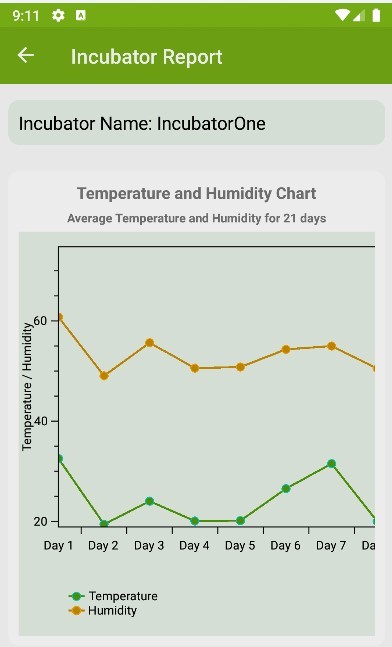 9:11 A
Incubator Report
Incubator Name: IncubatorOne
Temperature and Humidity Chart
Average Temperature and Humidity for 21 days
Temperature / Humidity
60
40
20
Day 1 Day 2 Day 3 Day 4 Day 5 Day 6 Day 7 Da
Temperature
Humidity